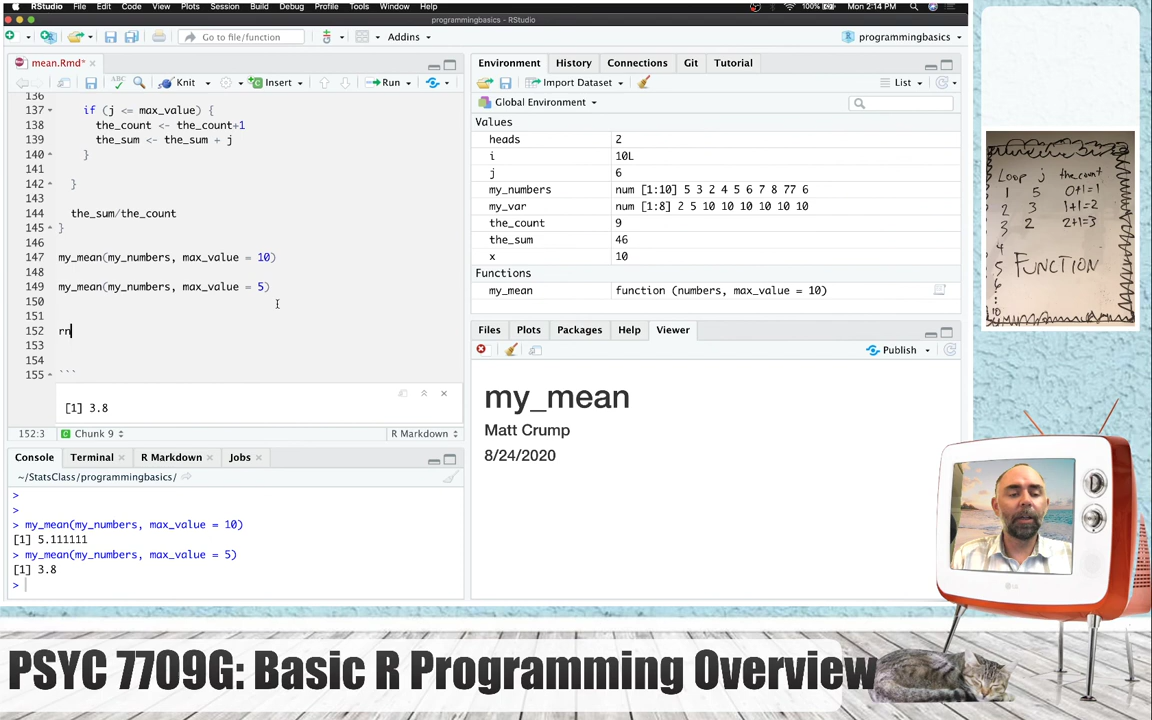 RStudio File Edit Code View Plots Session Build Debug Profile Tools Window Help 100% Mon 2:14 PM
programmingbasics - RStudio
Go to file/function Addins programmingbasics
mean.Rmd*
Knit Insert Run
136
137 if (j <= max_value) {
138 the_count <- the_count+1
139 the_sum <- the_sum + j
140 }
141
142 }
143
144 the_sum/the_count
145 }
146
147 my_mean(my_numbers, max_value = 10)
148
149 my_mean(my_numbers, max_value = 5)
150
151
152 rn
153
154
155 ```
[1] 3.8
152:3 Chunk 9 R Markdown
Console Terminal R Markdown Jobs
~/StatsClass/programmingbasics/
>
>
> my_mean(my_numbers, max_value = 10)
[1] 5.111111
> my_mean(my_numbers, max_value = 5)
[1] 3.8
>
Environment History Connections Git Tutorial
Import Dataset List
Global Environment
Values
heads 2
i 10L
j 6
my_numbers num [1:10] 5 3 2 4 5 6 7 8 77 6
my_var num [1:8] 2 5 10 10 10 10 10 10
the_count 9
the_sum 46
x 10
Functions
my_mean function (numbers, max_value = 10)
Files Plots Packages Help Viewer
Publish
my_mean
Matt Crump
8/24/2020
Loop j the count
1 5 0+1=1
2 3 1+1=2
3 2 2+1=3
4
5 FUNCTION
6
10
LG
PSYC 7709G: Basic R Programming Overview